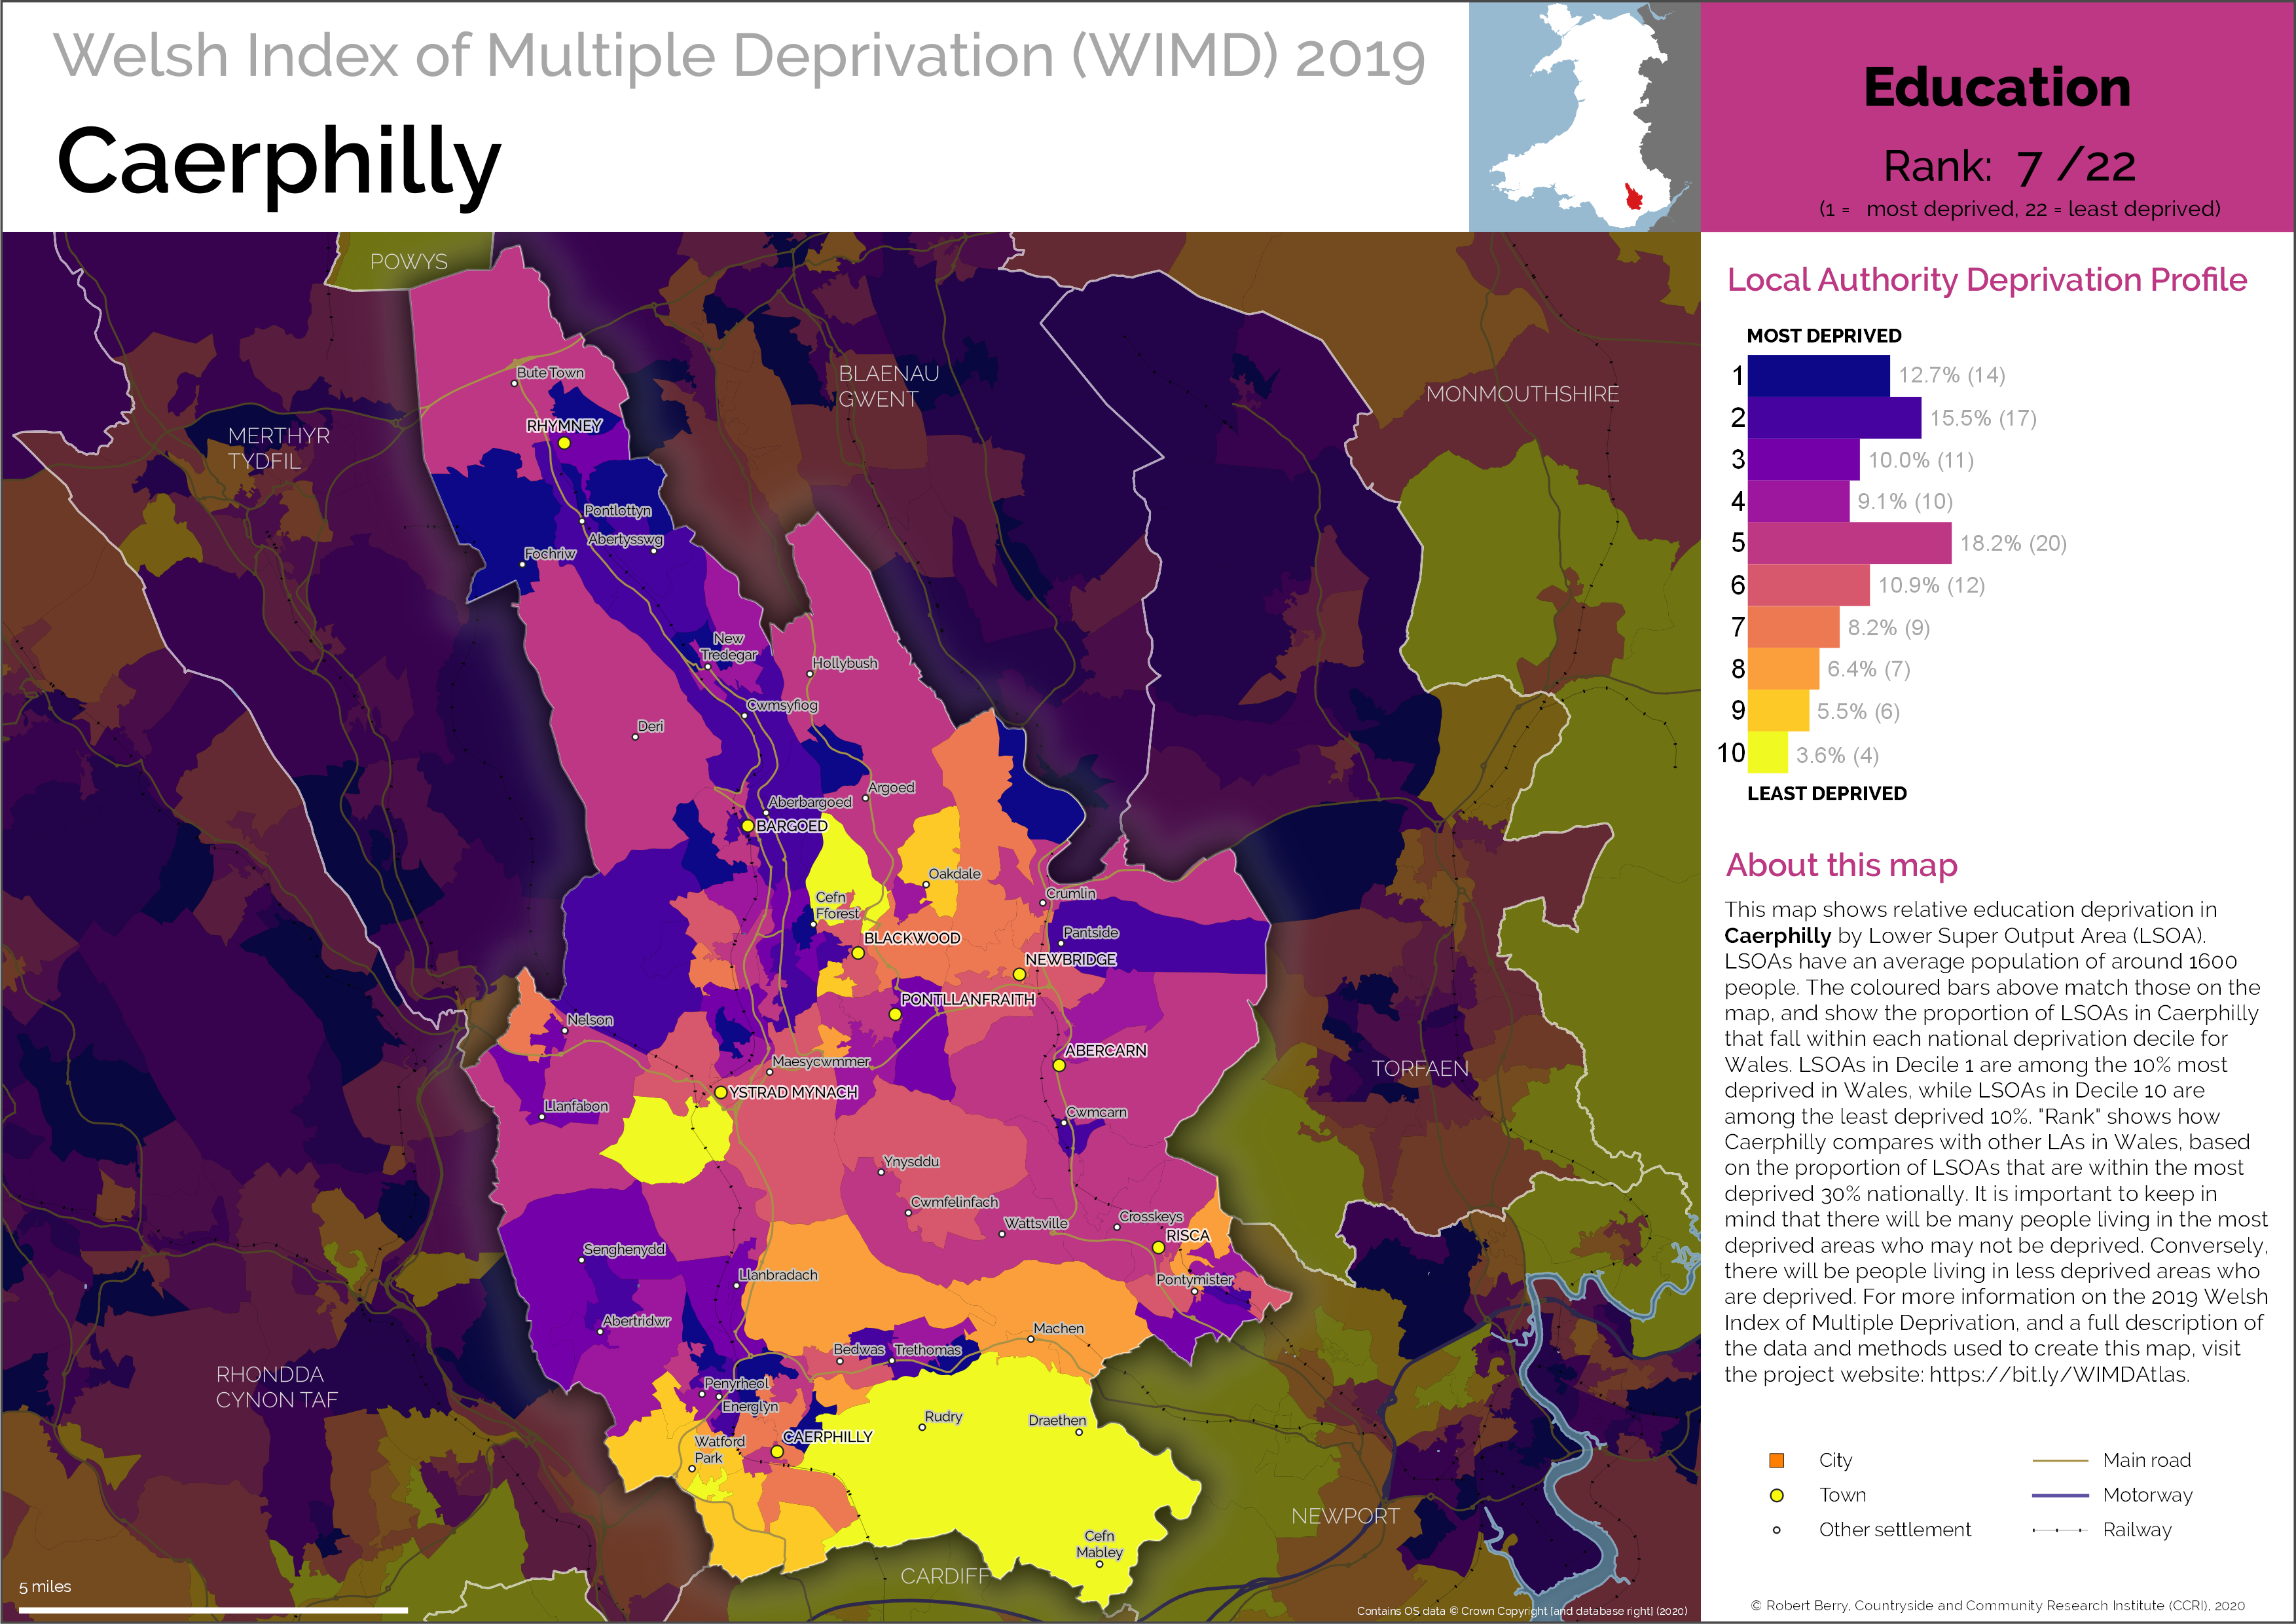 Welsh Index of Multiple Deprivation (WIMD) 2019
Caerphilly
Education
Rank: 7 /22
(1 = most deprived, 22 = least deprived)
POWYS
MERTHYR
TYDFIL
BLAENAU
GWENT
MONMOUTHSHIRE
Bute Town
RHYMNEY
Pontlottyn
Abertysswg
Fochriw
New
Tredegar
Hollybush
Cwmsyfiog
Deri
Argoed
Aberbargoed
BARGOED
Oakdale
Cefn
Fforest
Crumlin
BLACKWOOD
Pantside
NEWBRIDGE
PONTLLANFRAITH
Nelson
ABERCARN
Maesycwmmer
YSTRAD MYNACH
TORFAEN
Llanfabon
Cwmcarn
Ynysddu
Cwmfelinfach
Wattsville
Crosskeys
RISCA
Senghenydd
Llanbradach
Pontymister
Abertridwr
Machen
Bedwas
Trethomas
RHONDDA
CYNON TAF
Penyrheol
Energlyn
Rudry
Draethen
CAERPHILLY
Watford
Park
NEWPORT
Cefn
Mabley
CARDIFF
5 miles
Contains OS data © Crown Copyright [and database right] (2020)
Local Authority Deprivation Profile
MOST DEPRIVED
1 12.7% (14)
2 15.5% (17)
3 10.0% (11)
4 9.1% (10)
5 18.2% (20)
6 10.9% (12)
7 8.2% (9)
8 6.4% (7)
9 5.5% (6)
10 3.6% (4)
LEAST DEPRIVED
About this map
This map shows relative education deprivation in
Caerphilly by Lower Super Output Area (LSOA).
LSOAs have an average population of around 1600
people. The coloured bars above match those on the
map, and show the proportion of LSOAs in Caerphilly
that fall within each national deprivation decile for
Wales. LSOAs in Decile 1 are among the 10% most
deprived in Wales, while LSOAs in Decile 10 are
among the least deprived 10%. "Rank" shows how
Caerphilly compares with other LAs in Wales, based
on the proportion of LSOAs that are within the most
deprived 30% nationally. It is important to keep in
mind that there will be many people living in the most
deprived areas who may not be deprived. Conversely,
there will be people living in less deprived areas who
are deprived. For more information on the 2019 Welsh
Index of Multiple Deprivation, and a full description of
the data and methods used to create this map, visit
the project website: https://bit.ly/WIMDAtlas.
City
Main road
Town
Motorway
Other settlement
Railway
© Robert Berry, Countryside and Community Research Institute (CCRI), 2020